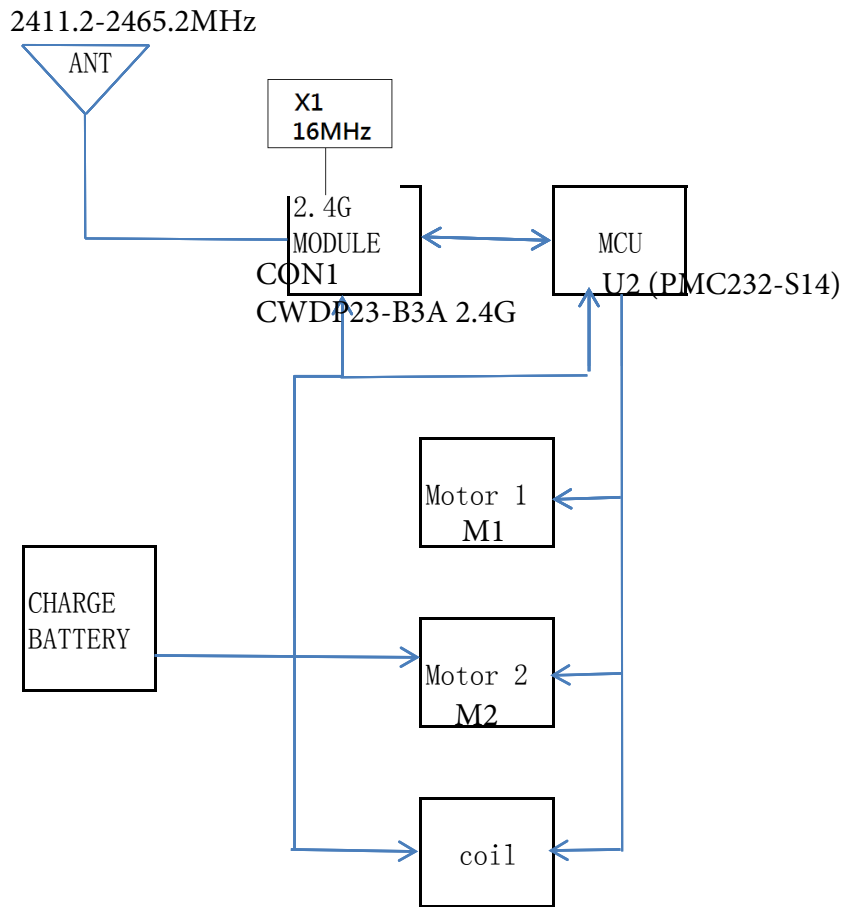 2411.2-2465.2MHz
ANT
X1
16MHz
2.4G
MODULE
CON1
CWDP23-B3A 2.4G
MCU
U2 (PMC232-S14)
Motor 1
M1
CHARGE
BATTERY
Motor 2
M2
coil